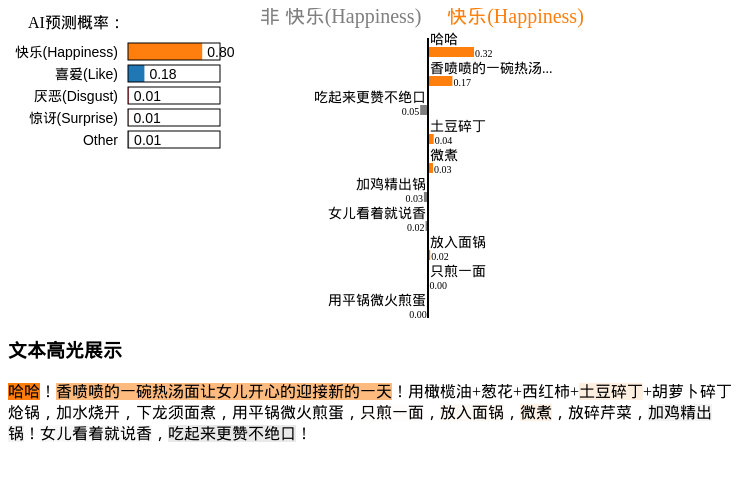 AI预测概率：
快乐(Happiness) 0.80
喜爱(Like) 0.18
厌恶(Disgust) 0.01
惊讶(Surprise) 0.01
Other 0.01
非 快乐(Happiness) 快乐(Happiness)
哈哈
0.32
香喷喷的一碗热汤...
0.17
吃起来更赞不绝口
0.05
土豆碎丁
0.04
微煮
0.03
加鸡精出锅
0.03
女儿看着就说香
0.02
放入面锅
0.02
只煎一面
0.00
用平锅微火煎蛋
0.00
文本高光展示
哈哈！香喷喷的一碗热汤面让女儿开心的迎接新的一天！用橄榄油+葱花+西红柿+土豆碎丁+胡萝卜碎丁
炝锅，加水烧开，下龙须面煮，用平锅微火煎蛋，只煎一面，放入面锅，微煮，放碎芹菜，加鸡精出
锅！女儿看着就说香，吃起来更赞不绝口！